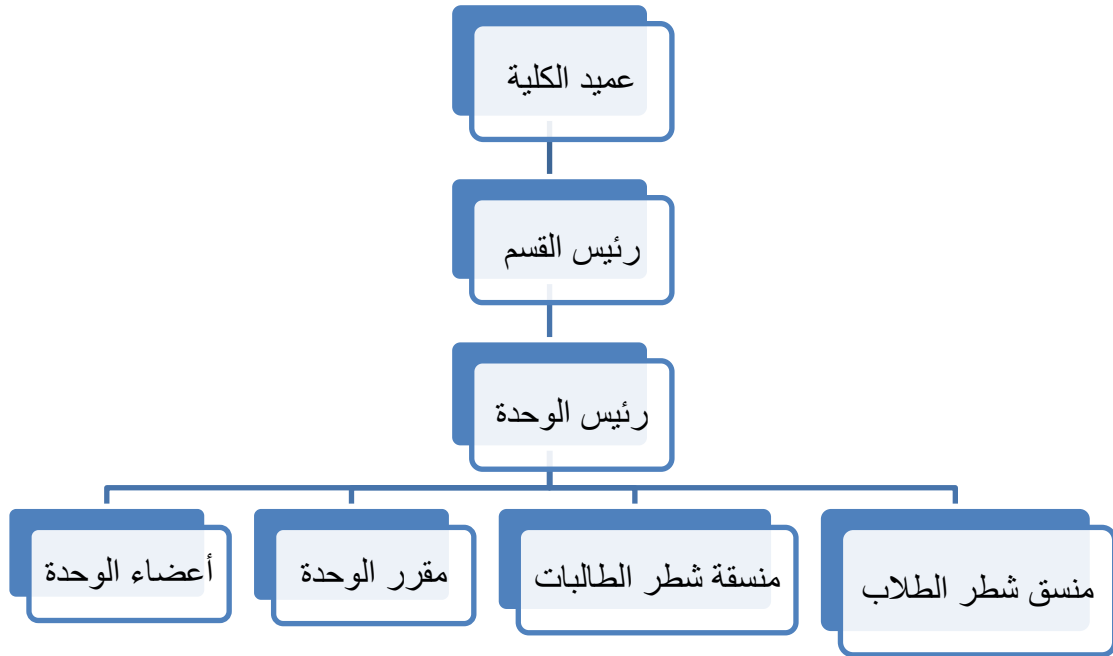 عميد الكلية
رئيس القسم
رئيس الوحدة
منسق شطر الطلاب
منسقة شطر الطالبات
مقرر الوحدة
أعضاء الوحدة